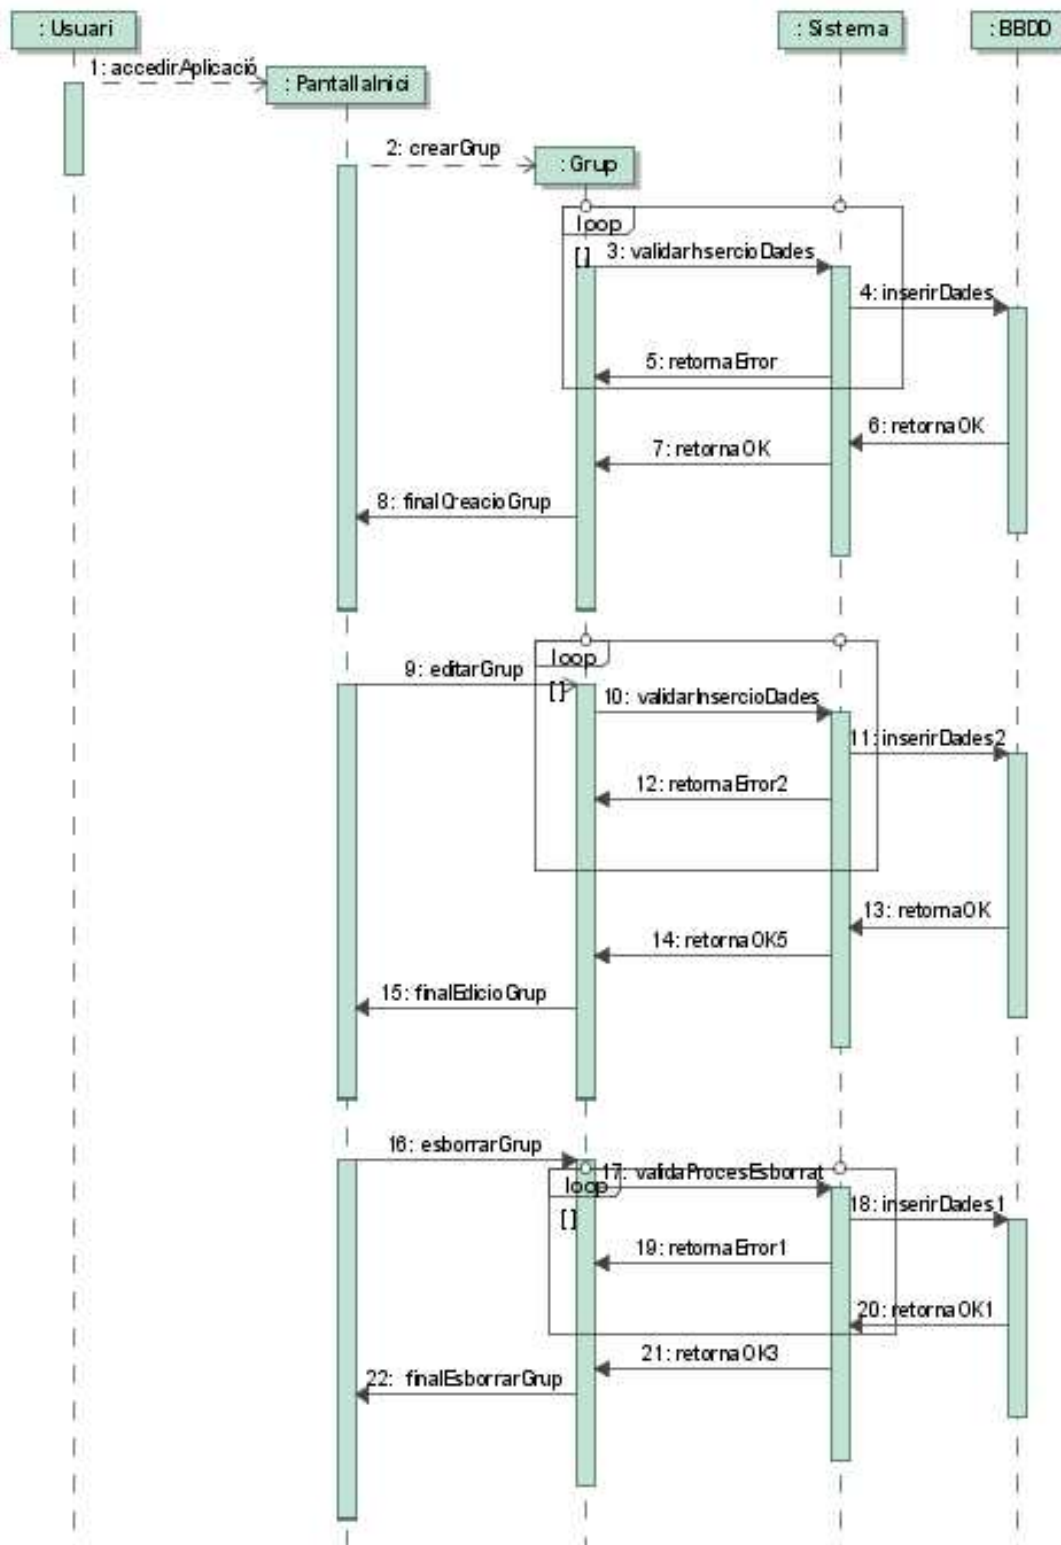 : Usuari
: Sistema
: BBDD
1: accedirAplicació
: PantallaInici
2: crearGrup
: Grup
loop
[ ]
3: validarInsercioDades
4: inserirDades
5: retornaError
6: retornaOK
7: retornaOK
8: finalCreacioGrup
loop
9: editarGrup
[ ]
10: validarInsercioDades
11: inserirDades2
12: retornaError2
13: retornaOK
14: retornaOK5
15: finalEdicioGrup
16: esborrarGrup
17: validaProcesEsborrat
loop
18: inserirDades1
[ ]
19: retornaError1
20: retornaOK1
21: retornaOK3
22: finalEsborrarGrup